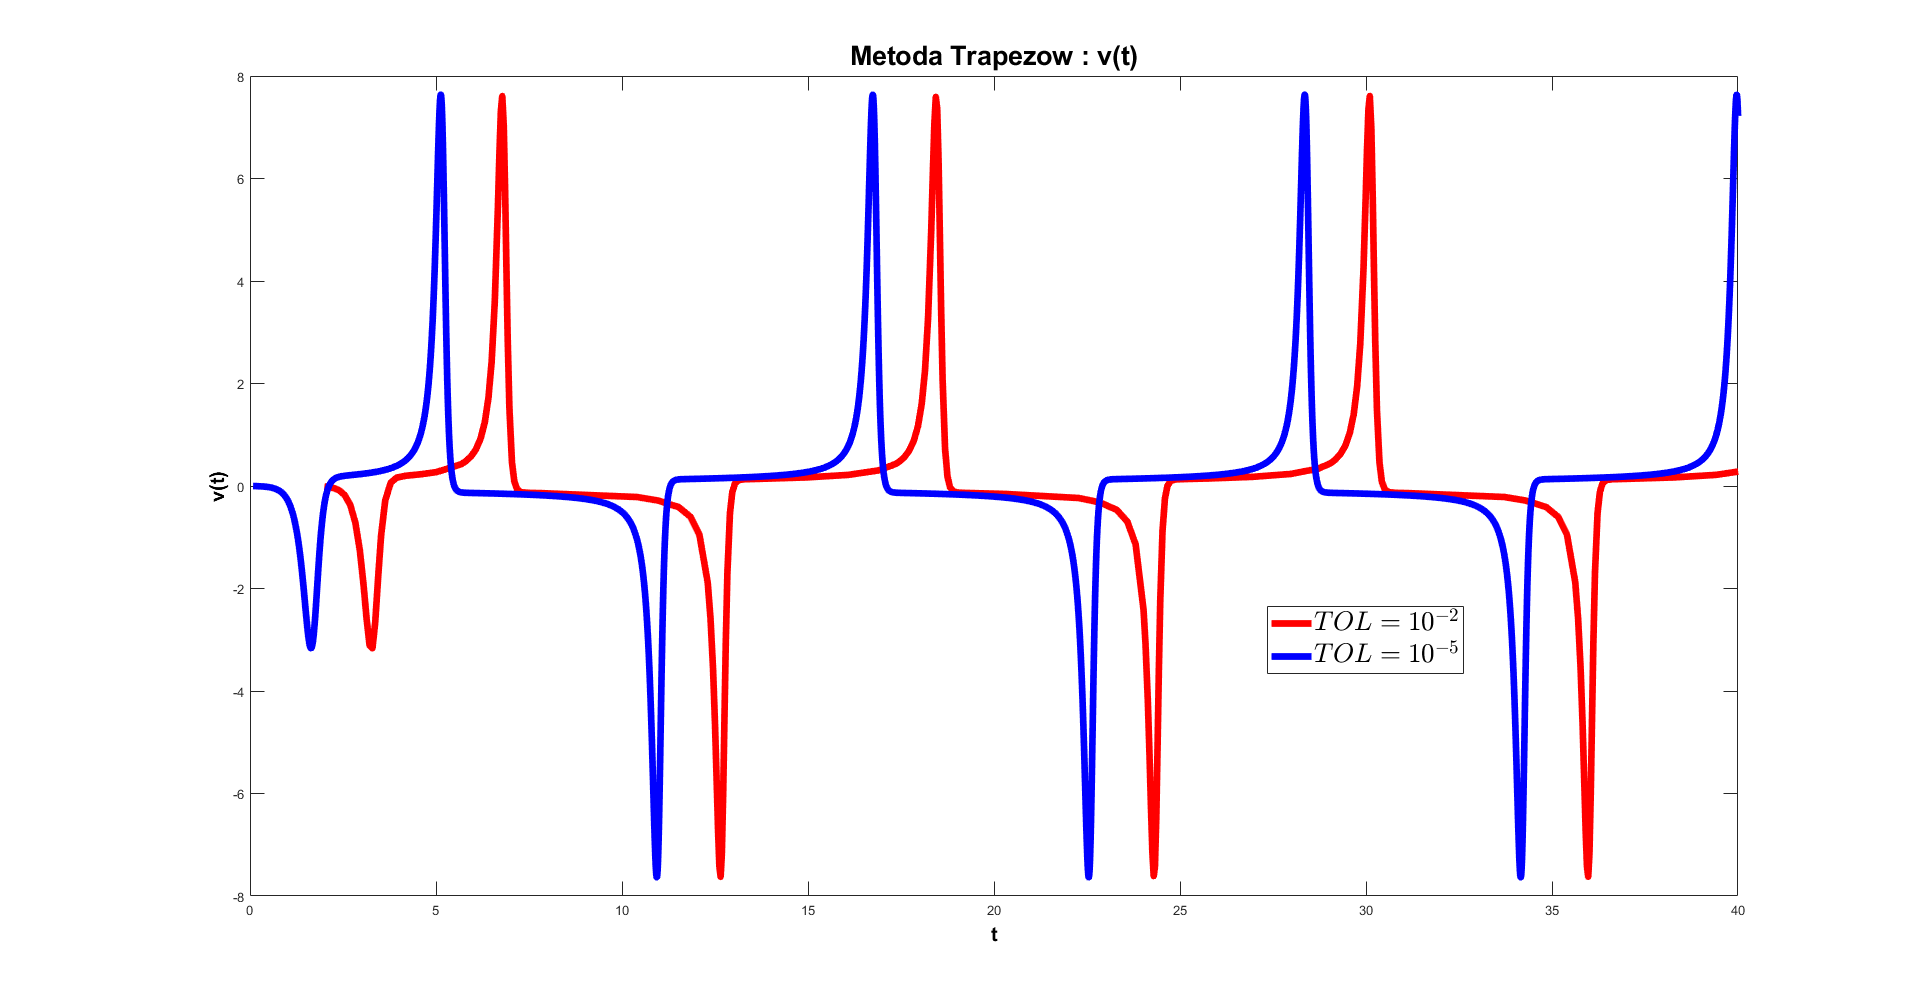 Metoda Trapezow : v(t)
8
6
4
2
0
-2
-4
-6
-8
v(t)
0 5 10 15 20 25 30 35 40
t
TOL = 10⁻²
TOL = 10⁻⁵